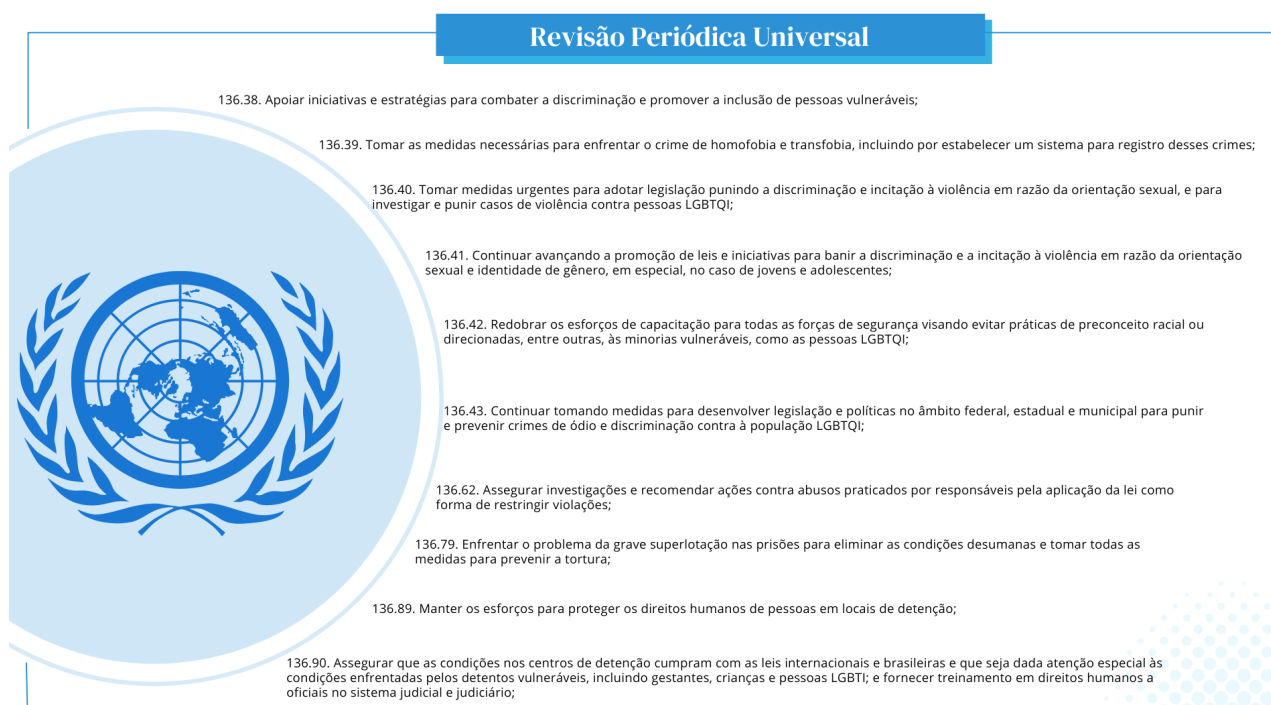 Revisão Periódica Universal
136.38. Apoiar iniciativas e estratégias para combater a discriminação e promover a inclusão de pessoas vulneráveis;
136.39. Tomar as medidas necessárias para enfrentar o crime de homofobia e transfobia, incluindo por estabelecer um sistema para registro desses crimes;
136.40. Tomar medidas urgentes para adotar legislação punindo a discriminação e incitação à violência em razão da orientação sexual, e para
investigar e punir casos de violência contra pessoas LGBTQI;
136.41. Continuar avançando a promoção de leis e iniciativas para banir a discriminação e a incitação à violência em razão da orientação
sexual e identidade de gênero, em especial, no caso de jovens e adolescentes;
136.42. Redobrar os esforços de capacitação para todas as forças de segurança visando evitar práticas de preconceito racial ou
direcionadas, entre outras, às minorias vulneráveis, como as pessoas LGBTQI;
136.43. Continuar tomando medidas para desenvolver legislação e políticas no âmbito federal, estadual e municipal para punir
e prevenir crimes de ódio e discriminação contra à população LGBTQI;
136.62. Assegurar investigações e recomendar ações contra abusos praticados por responsáveis pela aplicação da lei como
forma de restringir violações;
136.79. Enfrentar o problema da grave superlotação nas prisões para eliminar as condições desumanas e tomar todas as
medidas para prevenir a tortura;
136.89. Manter os esforços para proteger os direitos humanos de pessoas em locais de detenção;
136.90. Assegurar que as condições nos centros de detenção cumpram com as leis internacionais e brasileiras e que seja dada atenção especial às
condições enfrentadas pelos detentos vulneráveis, incluindo gestantes, crianças e pessoas LGBTI; e fornecer treinamento em direitos humanos a
oficiais no sistema judicial e judiciário;